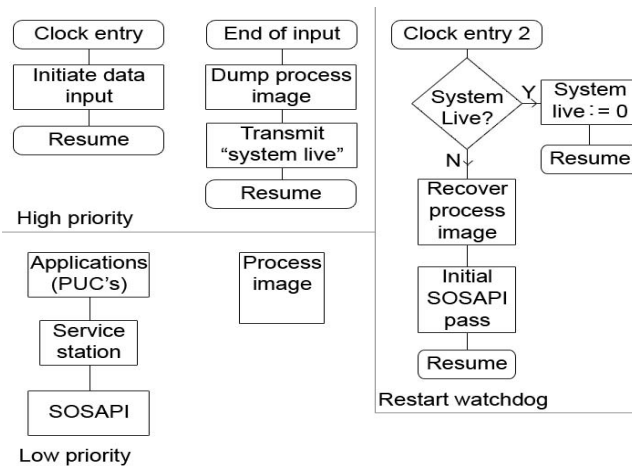 Clock entry
Initiate data
input
Resume
End of input
Dump process
image
Transmit
“system live”
Resume
High priority
Clock entry 2
System
Live?
Y
System
live := 0
Resume
N
Recover
process
image
Initial
SOSAPI
pass
Resume
Restart watchdog
Applications
(PUC's)
Service
station
SOSAPI
Process
image
Low priority